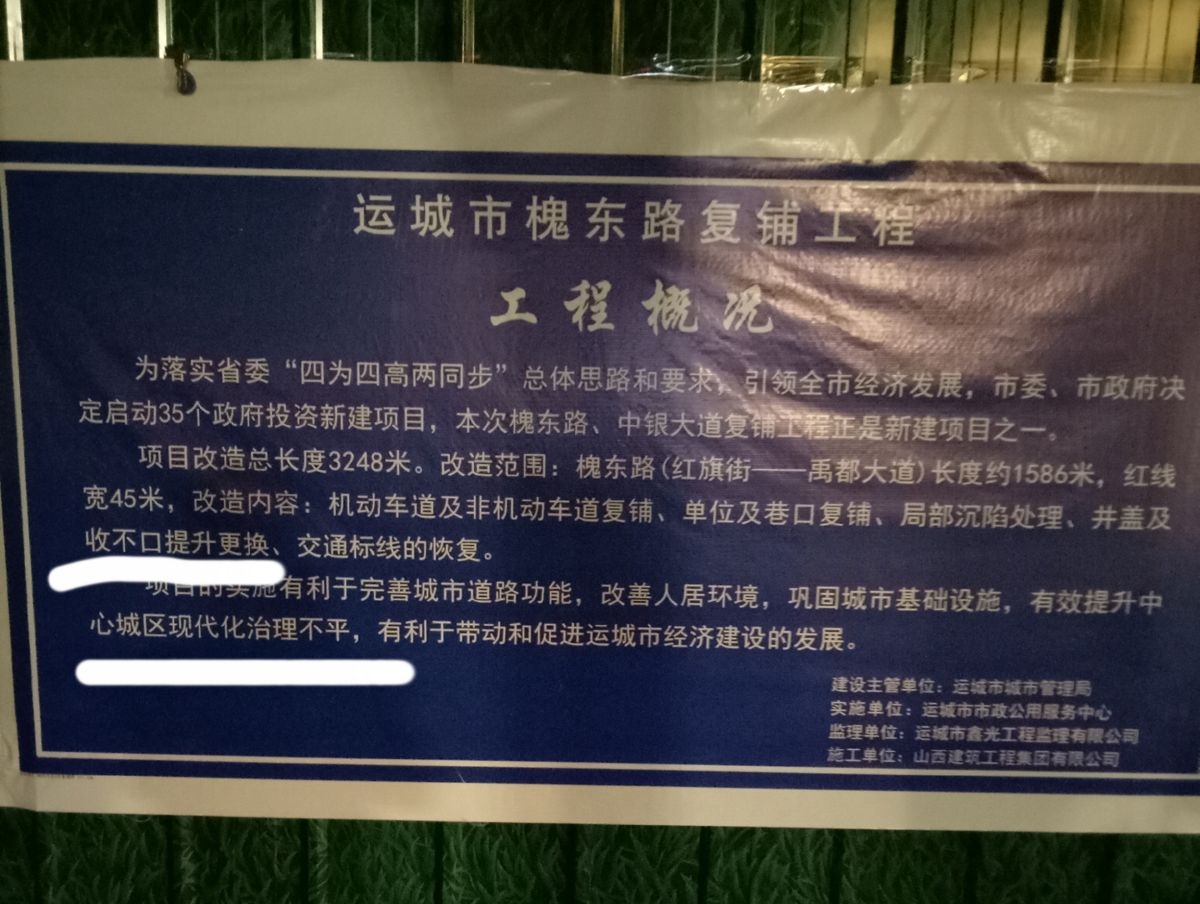 运城市槐东路复铺工程
工程概况
为落实省委“四为四高两同步”总体思路和要求，引领全市经济发展，市委、市政府决
定启动35个政府投资新建项目，本次槐东路、中银大道复铺工程正是新建项目之一。
项目改造总长度3248米。改造范围：槐东路(红旗街——禹都大道)长度约1586米，红线
宽45米，改造内容：机动车道及非机动车道复铺、单位及巷口复铺、局部沉陷处理、井盖及
收不口提升更换、交通标线的恢复。
项目的实施有利于完善城市道路功能，改善人居环境，巩固城市基础设施，有效提升中
心城区现代化治理不平，有利于带动和促进运城市经济建设的发展。
建设主管单位：运城市城市管理局
实施单位：运城市市政公用服务中心
监理单位：运城市鑫光工程监理有限公司
施工单位：山西建筑工程集团有限公司